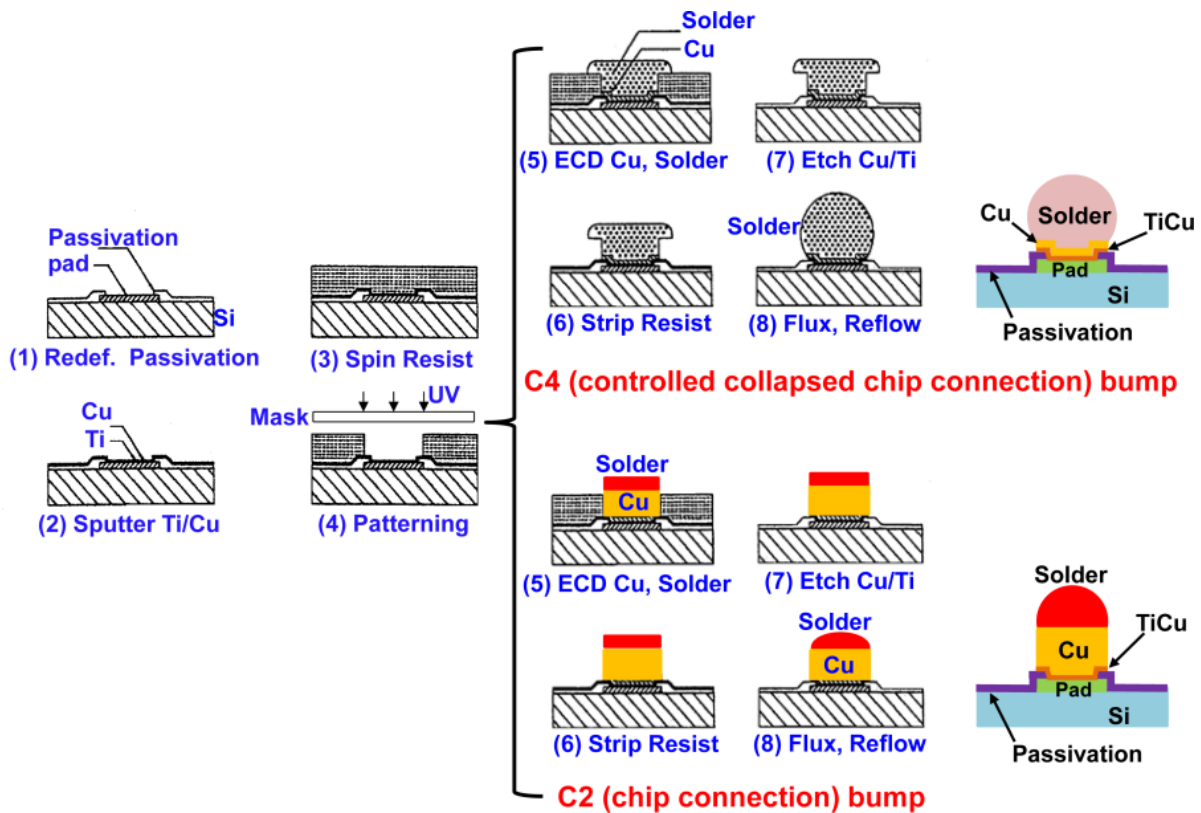 Passivation
pad
Si
(1) Redef.  Passivation
Cu
Ti
(2) Sputter Ti/Cu
(3) Spin Resist
UV
Mask
(4) Patterning
Solder
Cu
(5) ECD Cu, Solder
(7) Etch Cu/Ti
(6) Strip Resist
Solder
(8) Flux, Reflow
Cu
Solder
TiCu
Pad
Si
Passivation
C4 (controlled collapsed chip connection) bump
Solder
Cu
(5) ECD Cu, Solder
(7) Etch Cu/Ti
(6) Strip Resist
Solder
Cu
(8) Flux, Reflow
Solder
TiCu
Cu
Pad
Si
Passivation
C2 (chip connection) bump